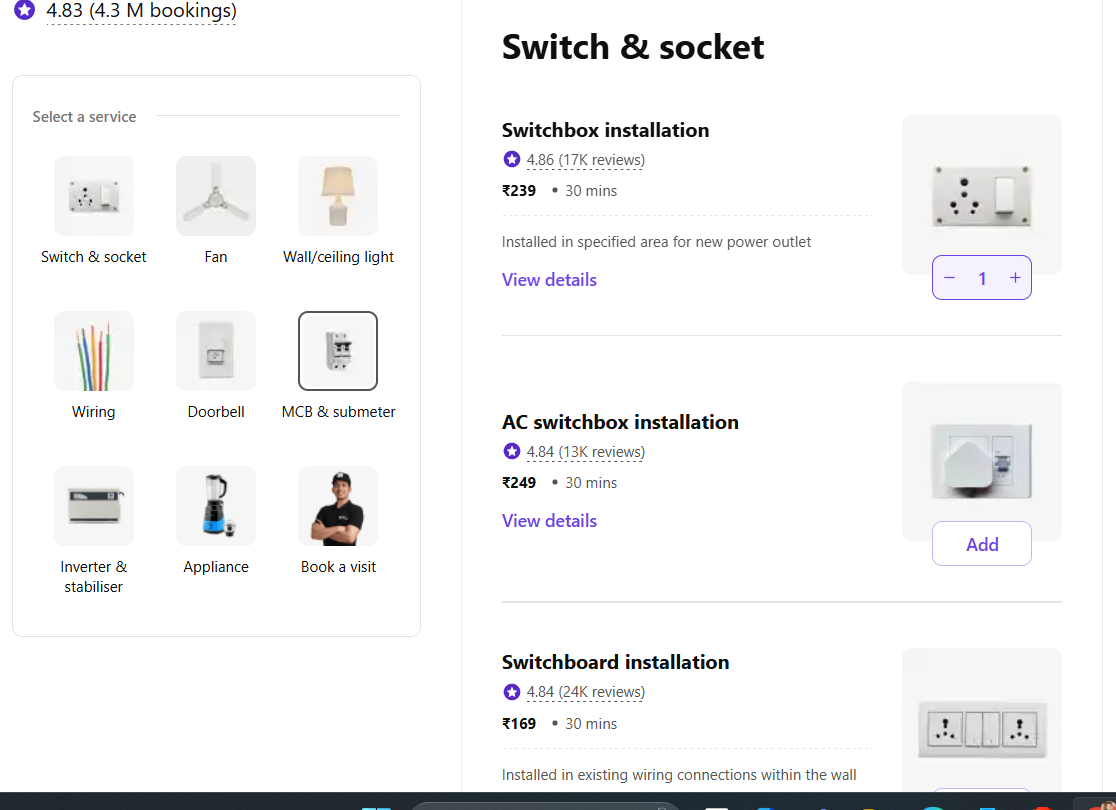 4.83 (4.3 M bookings)
Select a service
Switch & socket
Fan
Wall/ceiling light
Wiring
Doorbell
MCB & submeter
Inverter &
stabiliser
Appliance
Book a visit
Switch & socket
Switchbox installation
4.86 (17K reviews)
₹239 • 30 mins
Installed in specified area for new power outlet
View details
− 1 +
AC switchbox installation
4.84 (13K reviews)
₹249 • 30 mins
View details
Add
Switchboard installation
4.84 (24K reviews)
₹169 • 30 mins
Installed in existing wiring connections within the wall